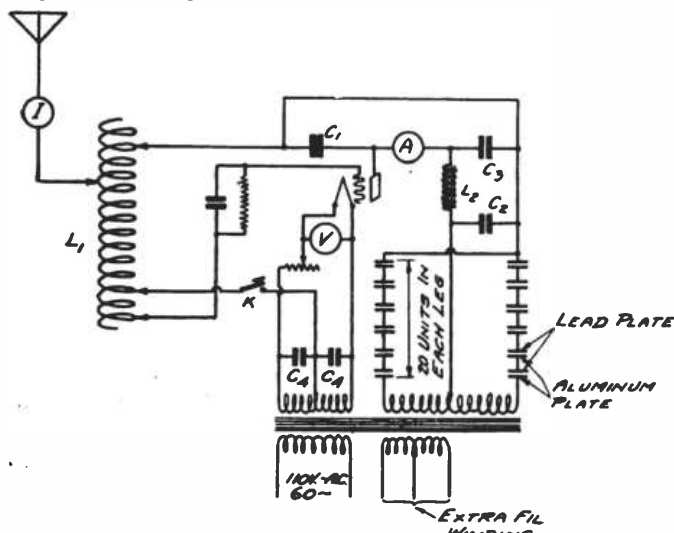 I
C1
A
C3
L2
C2
L1
V
K
20 UNITS IN
EACH LEG
LEAD PLATE
C4
C4
ALUMINUM
PLATE
110V.-AC.
60~
EXTRA FIL